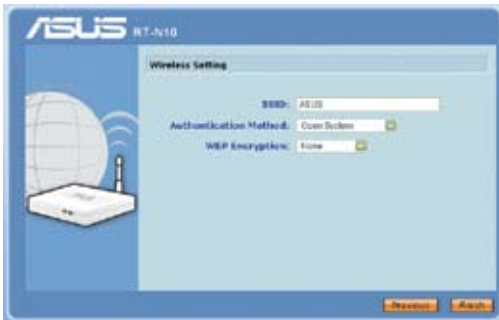 ASUS RT-N10
Wireless Setting
SSID: ASUS
Authentication Method: Open System
WEP Encryption: None
Previous Finish